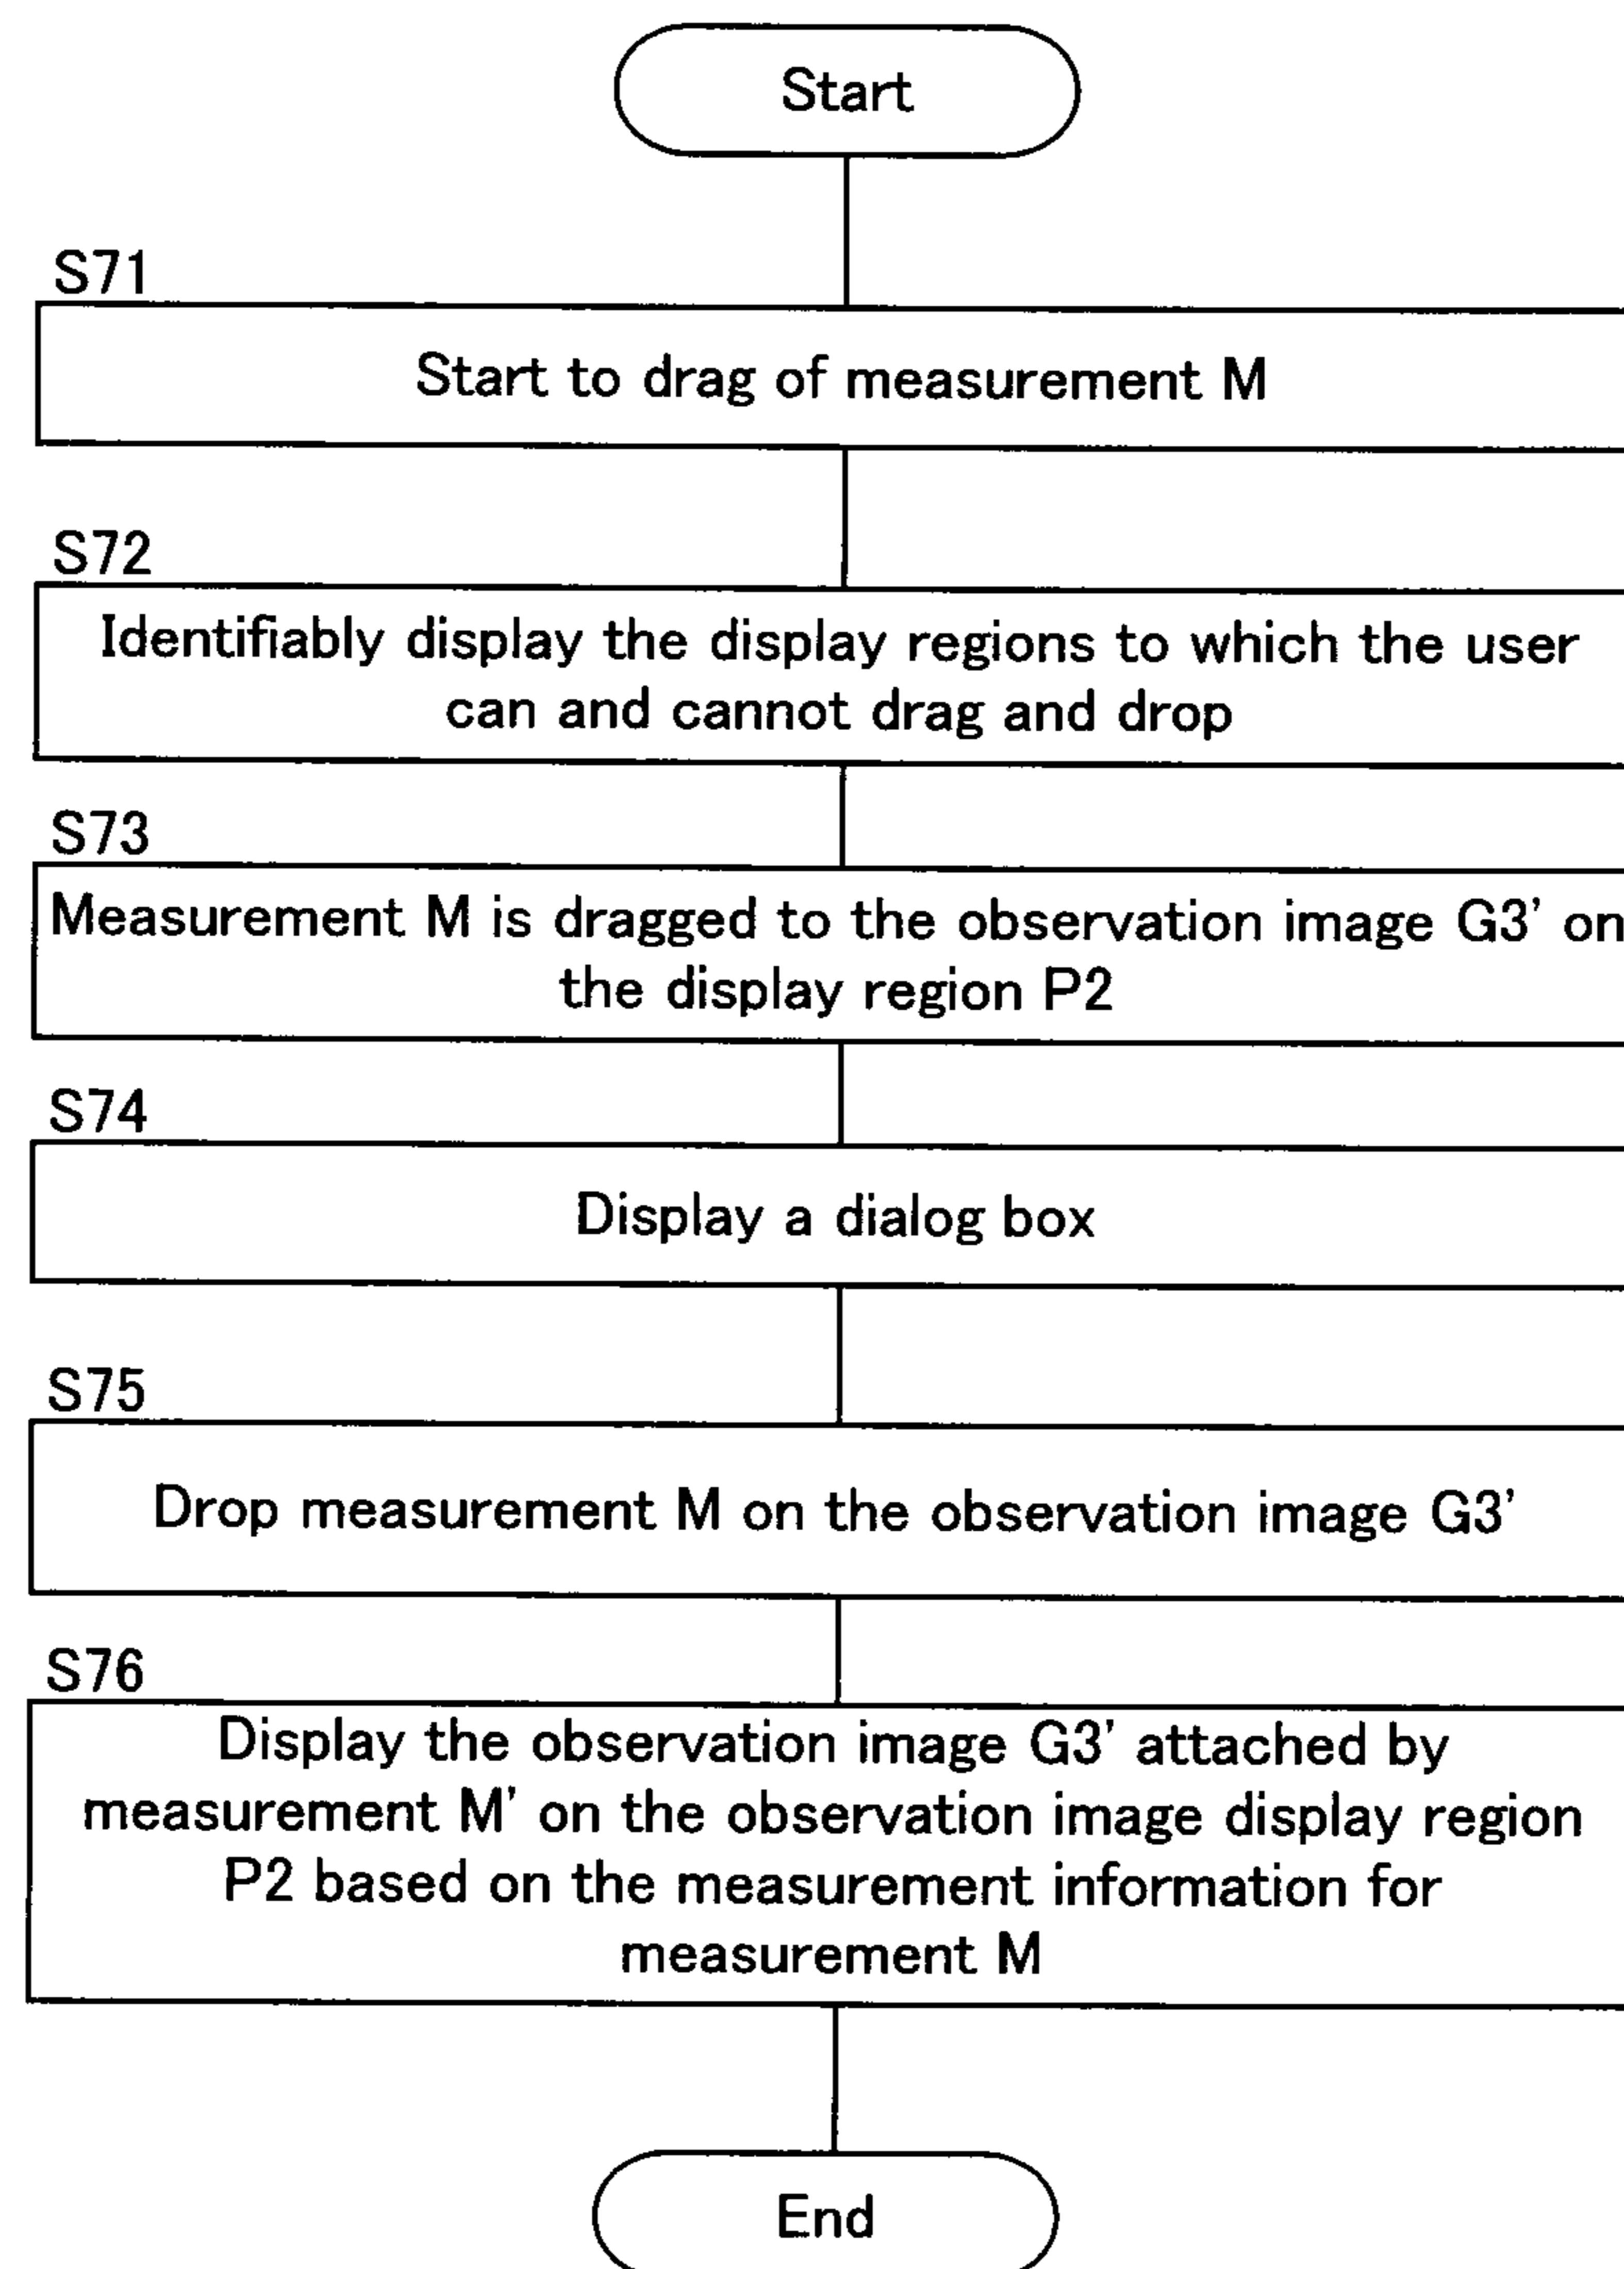 Start
S71
Start to drag of measurement M
S72
Identifiably display the display regions to which the user
can and cannot drag and drop
S73
Measurement M is dragged to the observation image G3' on
the display region P2
S74
Display a dialog box
S75
Drop measurement M on the observation image G3'
S76
Display the observation image G3' attached by
measurement M' on the observation image display region
P2 based on the measurement information for
measurement M
End